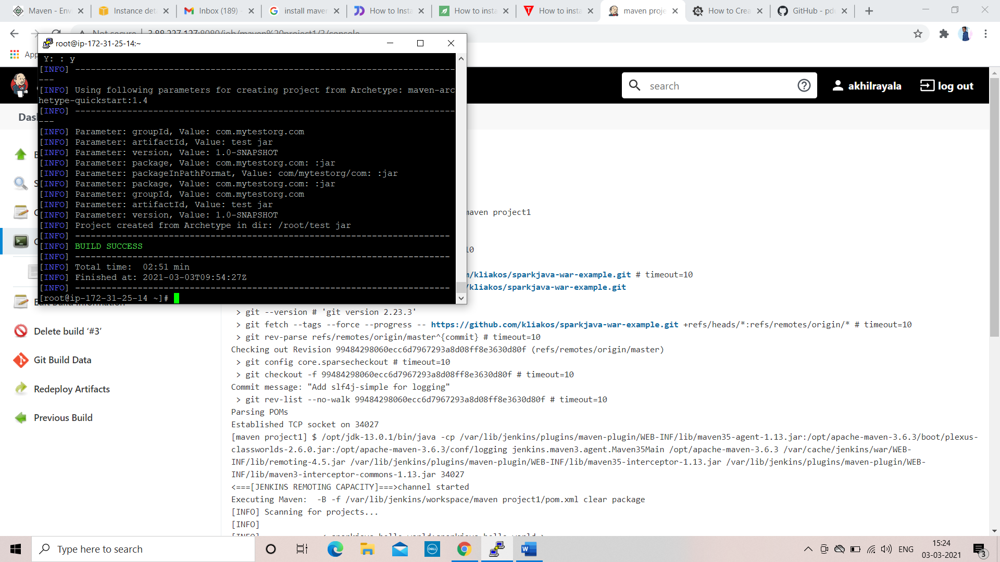 Maven - Env
Instance det
Inbox (189) -
install maven
How to Insta
How to insta
How to insta
maven proje
How to Crea
GitHub - pd
Not secure | 3.88.227.127:8080/job/maven%20project1/3/console
App
root@ip-172-31-25-14:~
Y: : y
[INFO] -------------------------------------------------------------------------
---
[INFO] Using following parameters for creating project from Archetype: maven-arc
hetype-quickstart:1.4
[INFO] -------------------------------------------------------------------------
---
[INFO] Parameter: groupId, Value: com.mytestorg.com
[INFO] Parameter: artifactId, Value: test jar
[INFO] Parameter: version, Value: 1.0-SNAPSHOT
[INFO] Parameter: package, Value: com.mytestorg.com: :jar
[INFO] Parameter: packageInPathFormat, Value: com/mytestorg/com: :jar
[INFO] Parameter: package, Value: com.mytestorg.com: :jar
[INFO] Parameter: groupId, Value: com.mytestorg.com
[INFO] Parameter: artifactId, Value: test jar
[INFO] Parameter: version, Value: 1.0-SNAPSHOT
[INFO] Project created from Archetype in dir: /root/test jar
[INFO] ------------------------------------------------------------------------
[INFO] BUILD SUCCESS
[INFO] ------------------------------------------------------------------------
[INFO] Total time:  02:51 min
[INFO] Finished at: 2021-03-03T09:54:27Z
[INFO] ------------------------------------------------------------------------
[root@ip-172-31-25-14 ~]#
search
akhilrayala
log out
Das
Edit Build Information
Delete build ‘#3’
Git Build Data
Redeploy Artifacts
Previous Build
maven project1
10
m/kliakos/sparkjava-war-example.git # timeout=10
/kliakos/sparkjava-war-example.git
> git --version # 'git version 2.23.3'
> git fetch --tags --force --progress -- https://github.com/kliakos/sparkjava-war-example.git +refs/heads/*:refs/remotes/origin/* # timeout=10
> git rev-parse refs/remotes/origin/master^{commit} # timeout=10
Checking out Revision 99484298060ecc6d7967293a8d08ff8e3630d80f (refs/remotes/origin/master)
> git config core.sparsecheckout # timeout=10
> git checkout -f 99484298060ecc6d7967293a8d08ff8e3630d80f # timeout=10
Commit message: "Add slf4j-simple for logging"
> git rev-list --no-walk 99484298060ecc6d7967293a8d08ff8e3630d80f # timeout=10
Parsing POMs
Established TCP socket on 34027
[maven project1] $ /opt/jdk-13.0.1/bin/java -cp /var/lib/jenkins/plugins/maven-plugin/WEB-INF/lib/maven35-agent-1.13.jar:/opt/apache-maven-3.6.3/boot/plexus-
classworlds-2.6.0.jar:/opt/apache-maven-3.6.3/conf/logging jenkins.maven3.agent.Maven35Main /opt/apache-maven-3.6.3 /var/cache/jenkins/war/WEB-
INF/lib/remoting-4.5.jar /var/lib/jenkins/plugins/maven-plugin/WEB-INF/lib/maven35-interceptor-1.13.jar /var/lib/jenkins/plugins/maven-plugin/WEB-
INF/lib/maven3-interceptor-commons-1.13.jar 34027
<===[JENKINS REMOTING CAPACITY]===>channel started
Executing Maven:  -B -f /var/lib/jenkins/workspace/maven project1/pom.xml clear package
[INFO] Scanning for projects...
[INFO]
[INFO] < sparkjava-hello-world:sparkjava-hello-world >
Type here to search
DELL
ENG
15:24
03-03-2021
3